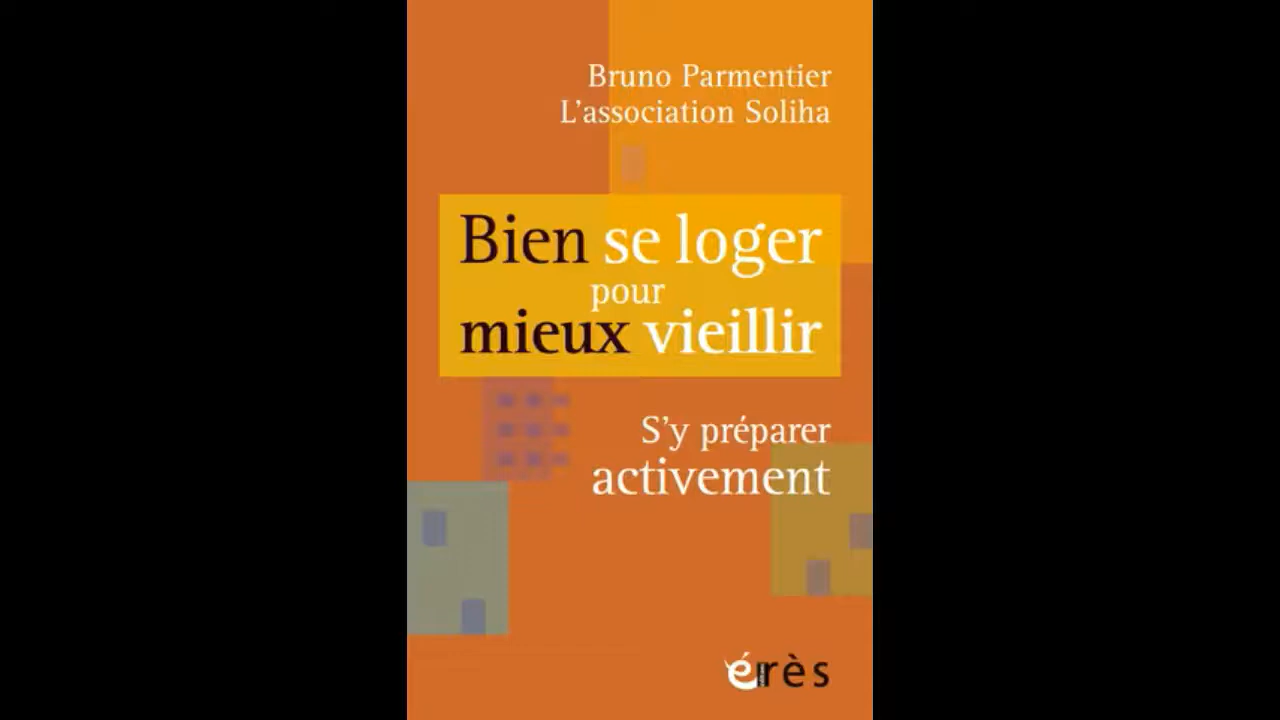 Bruno Parmentier
L'association Soliha
Bien se loger
pour
mieux vieillir
S'y préparer
activement
érès